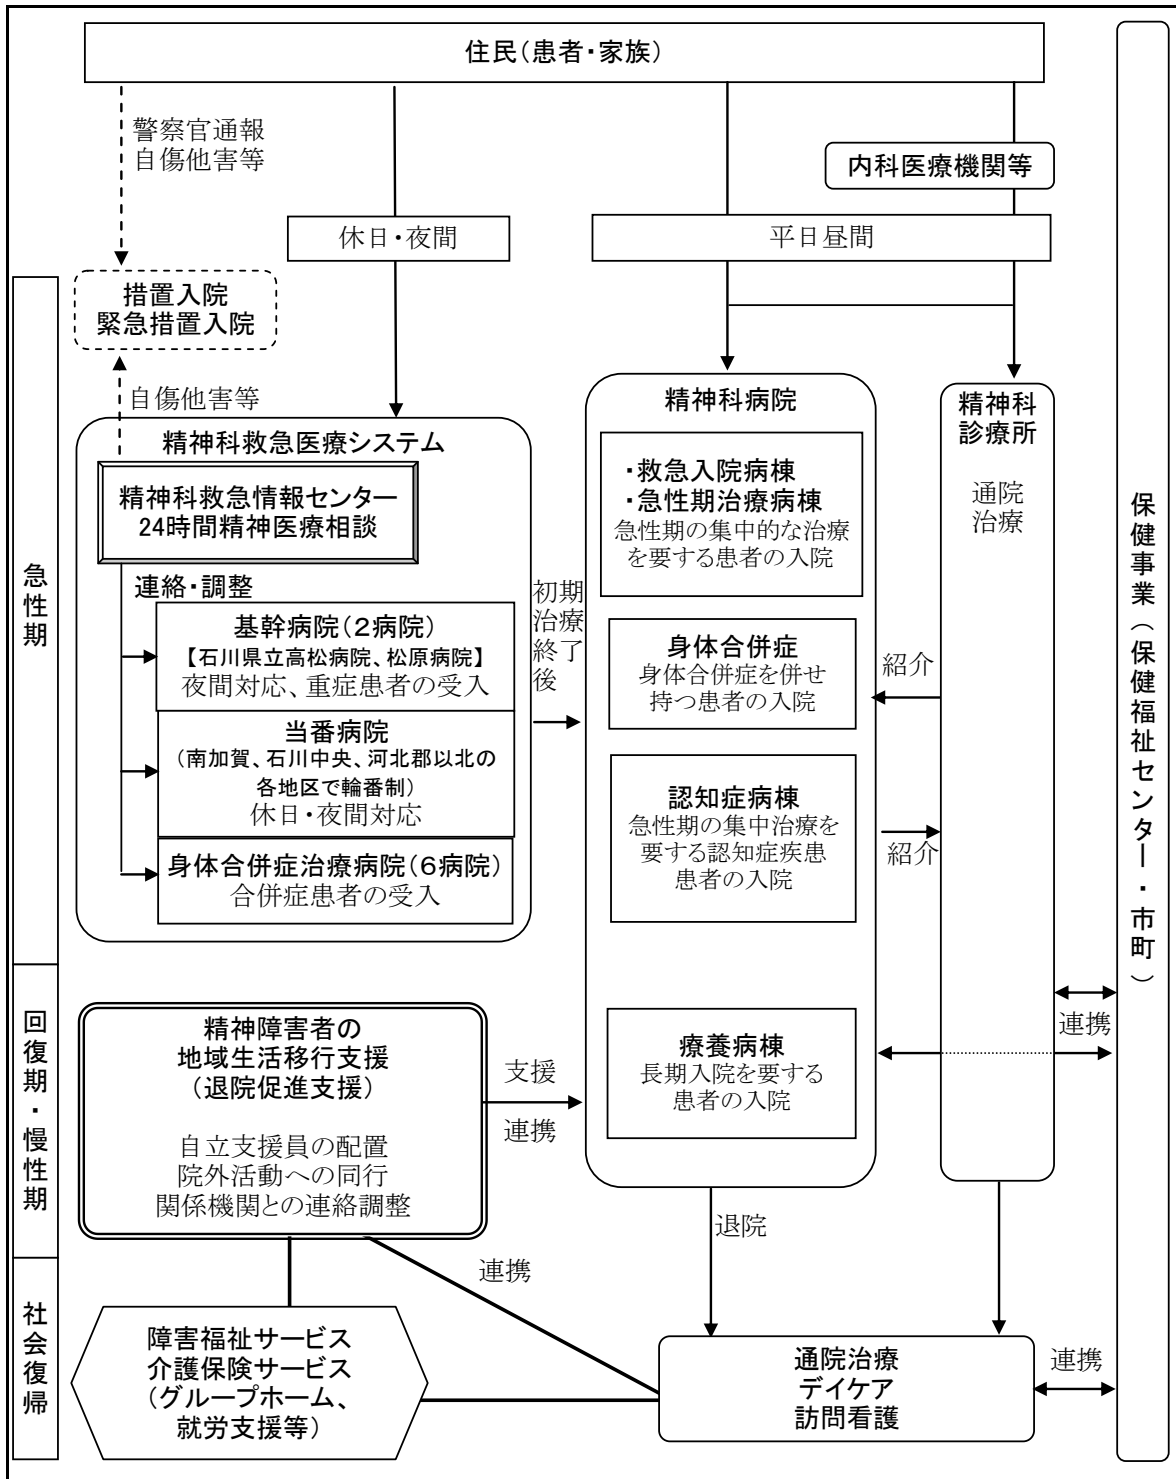 住民（患者・家族）
警察官通報
自傷他害等
内科医療機関等
休日・夜間
平日昼間
措置入院
緊急措置入院
自傷他害等
急性期
精神科救急医療システム
精神科救急情報センター
24時間精神医療相談
連絡・調整
基幹病院（２病院）
【石川県立高松病院、松原病院】
夜間対応、重症患者の受入
当番病院
(南加賀、石川中央、河北郡以北の
各地区で輪番制)
休日・夜間対応
身体合併症治療病院（6病院）
合併症患者の受入
初期
治療
終了
後
精神科病院
・救急入院病棟
・急性期治療病棟
急性期の集中的な治療
を要する患者の入院
身体合併症
身体合併症を併せ
持つ患者の入院
認知症病棟
急性期の集中治療を
要する認知症疾患
患者の入院
療養病棟
長期入院を要する
患者の入院
精神科
診療所
通院
治療
紹介
紹介
保健事業（保健福祉センター・市町）
連携
回復期・慢性期
精神障害者の
地域生活移行支援
（退院促進支援）
自立支援員の配置
院外活動への同行
関係機関との連絡調整
支援
連携
退院
連携
社会復帰
障害福祉サービス
介護保険サービス
（グループホーム、
就労支援等）
通院治療
デイケア
訪問看護
連携